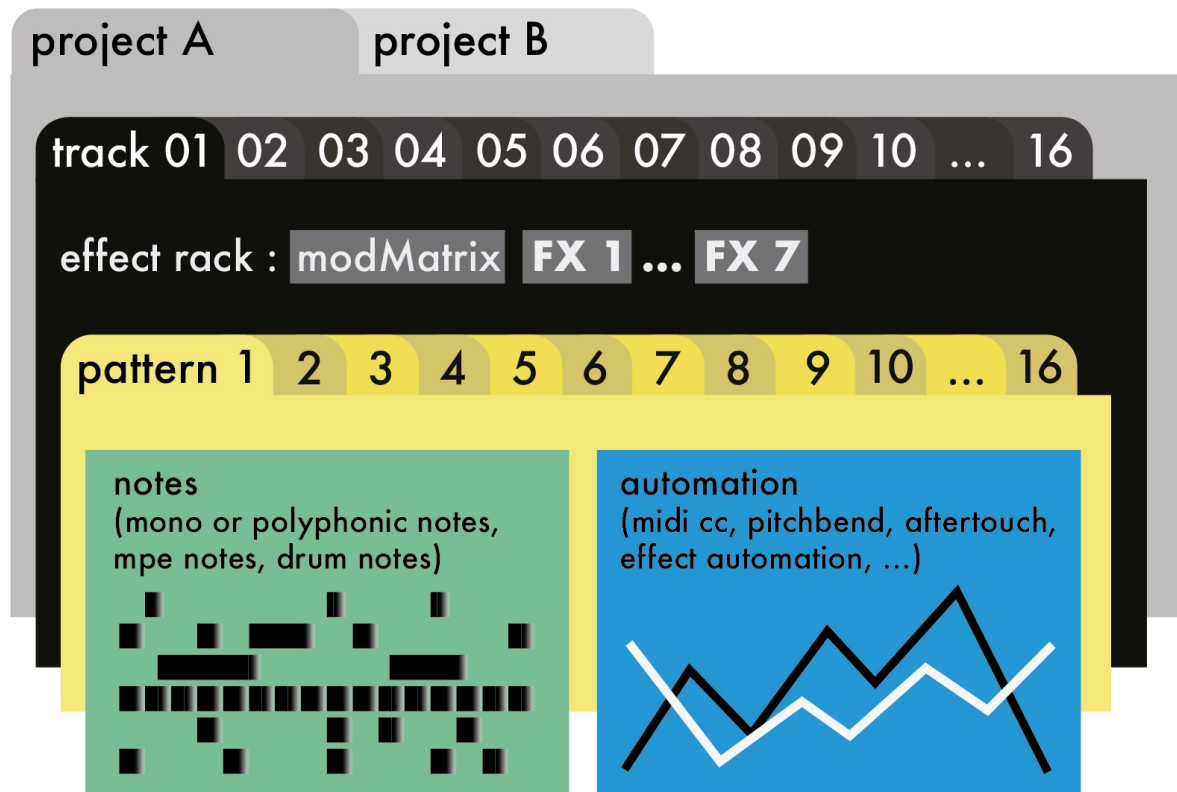 project A project B
track 01 02 03 04 05 06 07 08 09 10 ... 16
effect rack : modMatrix FX 1 ... FX 7
pattern 1 2 3 4 5 6 7 8 9 10 ... 16
notes
(mono or polyphonic notes,
mpe notes, drum notes)
automation
(midi cc, pitchbend, aftertouch,
effect automation, ...)